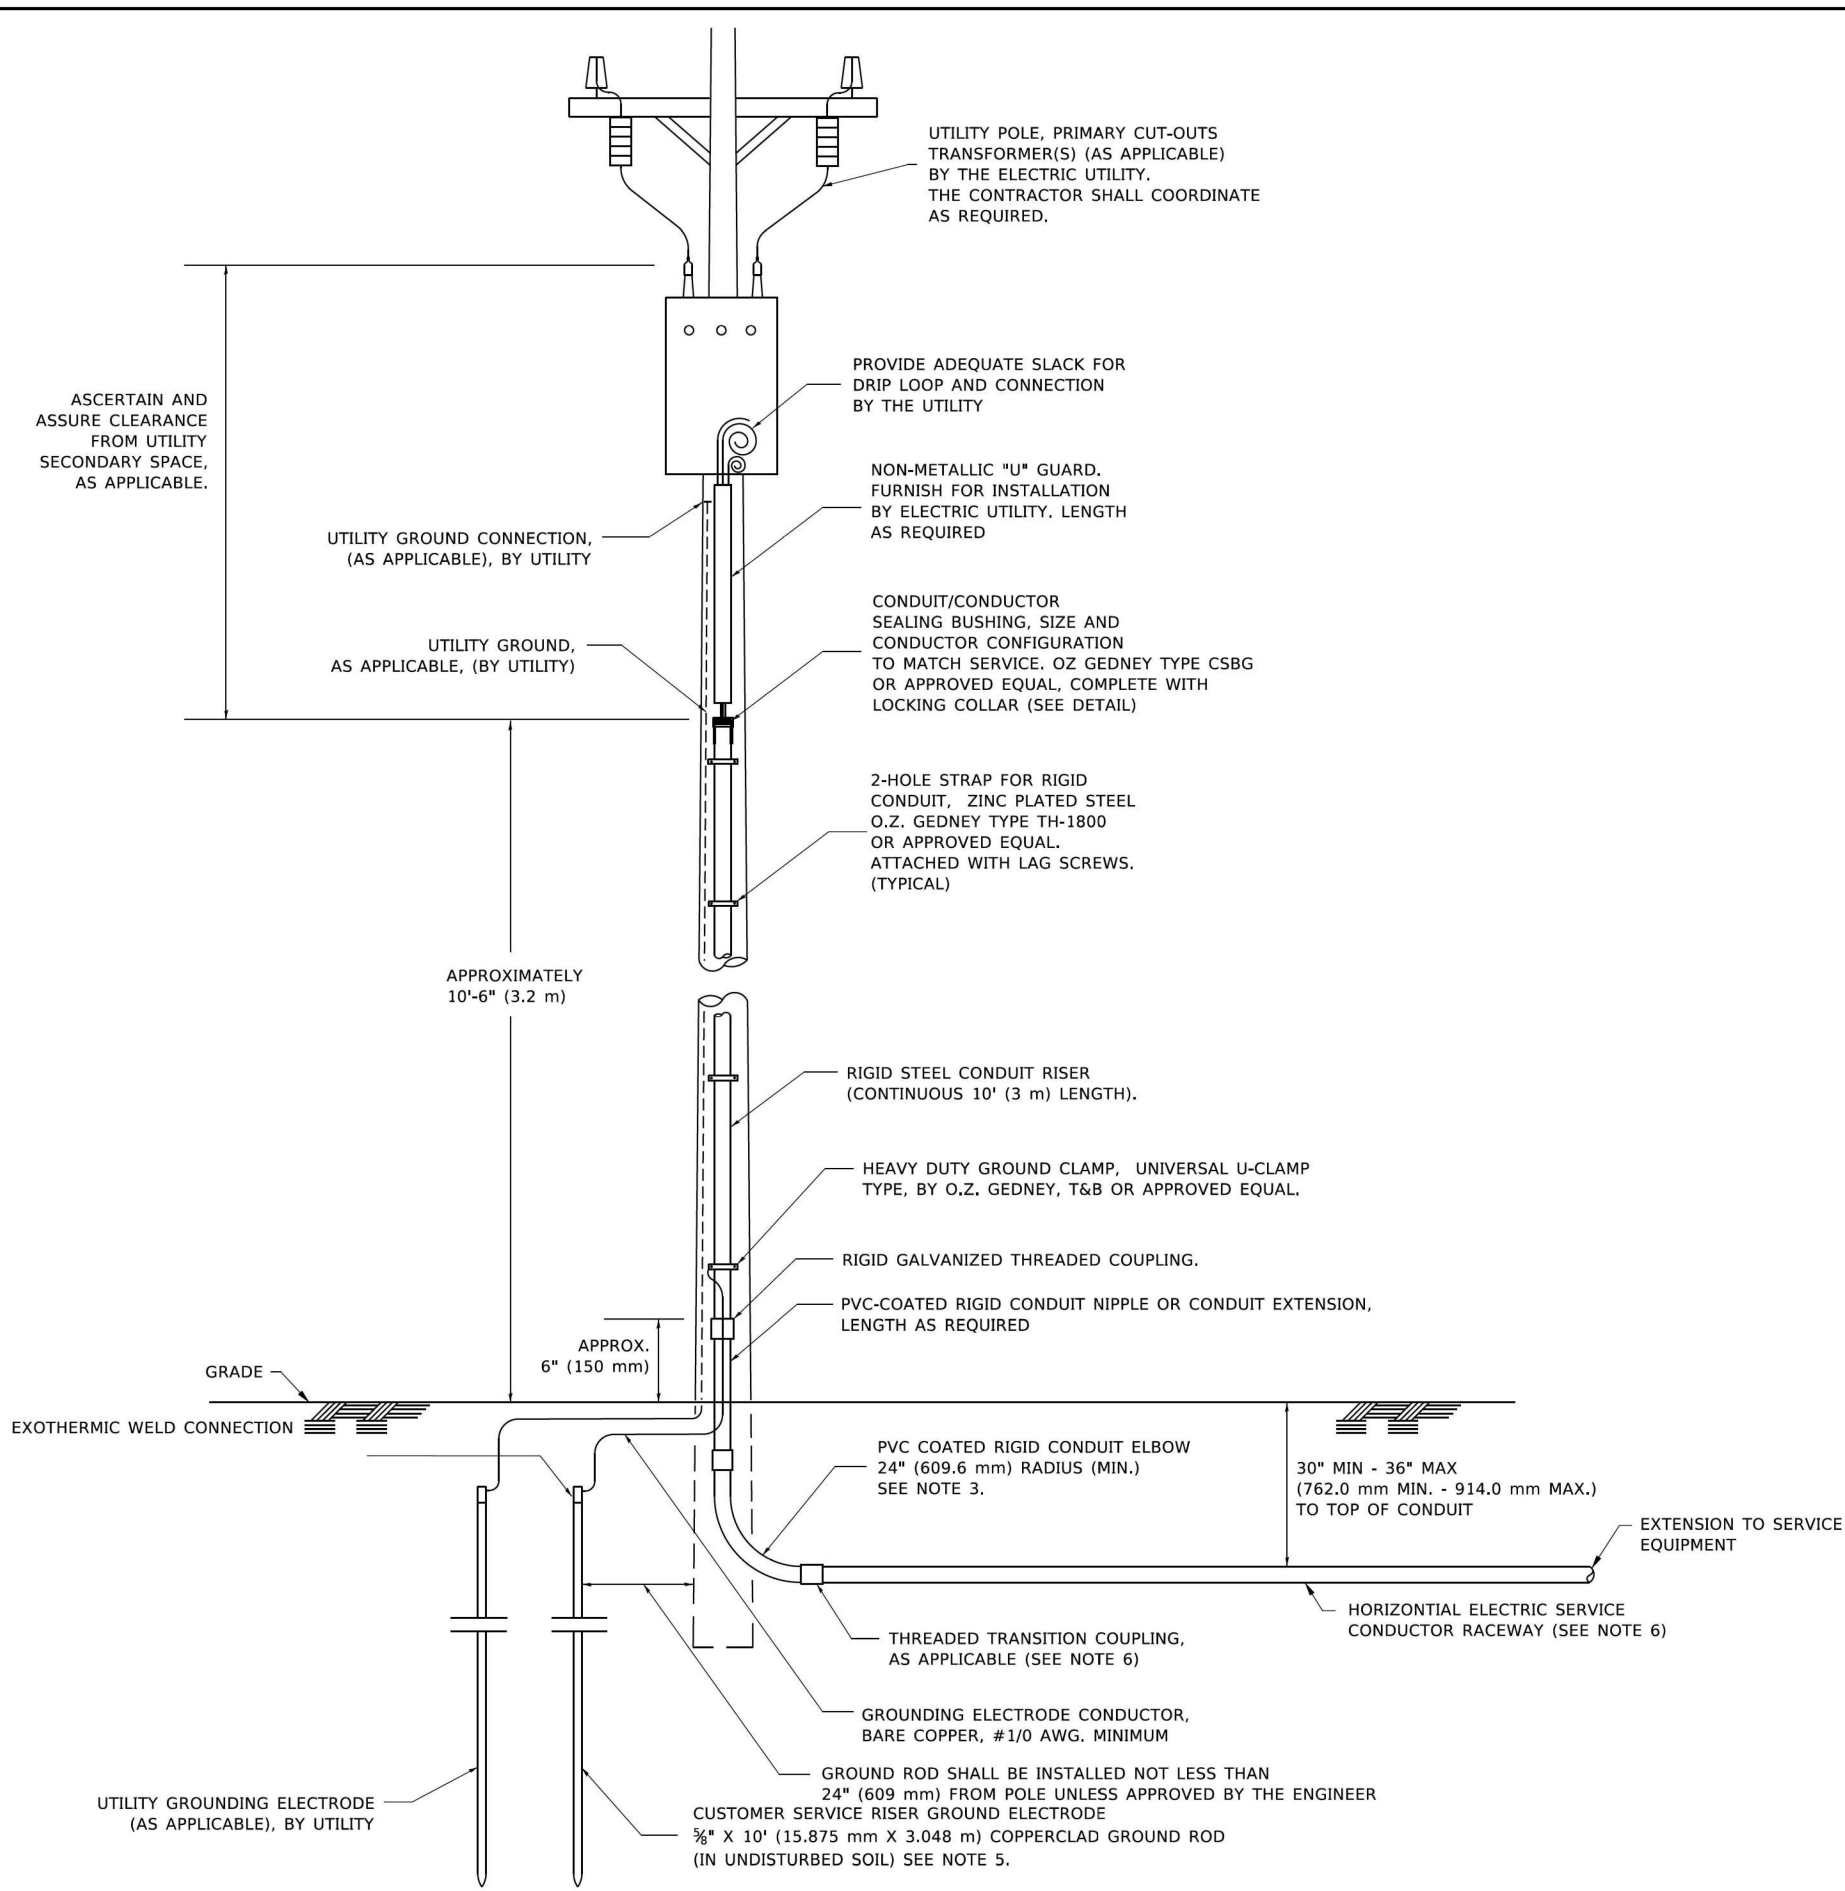 UTILITY POLE, PRIMARY CUT-OUTS
TRANSFORMER(S) (AS APPLICABLE)
BY THE ELECTRIC UTILITY.
THE CONTRACTOR SHALL COORDINATE
AS REQUIRED.
PROVIDE ADEQUATE SLACK FOR
DRIP LOOP AND CONNECTION
BY THE UTILITY
ASCERTAIN AND
ASSURE CLEARANCE
FROM UTILITY
SECONDARY SPACE,
AS APPLICABLE.
NON-METALLIC "U" GUARD.
FURNISH FOR INSTALLATION
BY ELECTRIC UTILITY. LENGTH
AS REQUIRED
UTILITY GROUND CONNECTION,
(AS APPLICABLE), BY UTILITY
CONDUIT/CONDUCTOR
SEALING BUSHING, SIZE AND
CONDUCTOR CONFIGURATION
TO MATCH SERVICE. OZ GEDNEY TYPE CSBG
OR APPROVED EQUAL, COMPLETE WITH
LOCKING COLLAR (SEE DETAIL)
UTILITY GROUND,
AS APPLICABLE, (BY UTILITY)
2-HOLE STRAP FOR RIGID
CONDUIT, ZINC PLATED STEEL
O.Z. GEDNEY TYPE TH-1800
OR APPROVED EQUAL.
ATTACHED WITH LAG SCREWS.
(TYPICAL)
APPROXIMATELY
10'-6" (3.2 m)
RIGID STEEL CONDUIT RISER
(CONTINUOUS 10' (3 m) LENGTH).
HEAVY DUTY GROUND CLAMP, UNIVERSAL U-CLAMP
TYPE, BY O.Z. GEDNEY, T&B OR APPROVED EQUAL.
RIGID GALVANIZED THREADED COUPLING.
PVC-COATED RIGID CONDUIT NIPPLE OR CONDUIT EXTENSION,
LENGTH AS REQUIRED
APPROX.
6" (150 mm)
GRADE
EXOTHERMIC WELD CONNECTION
PVC COATED RIGID CONDUIT ELBOW
24" (609.6 mm) RADIUS (MIN.)
SEE NOTE 3.
30" MIN - 36" MAX
(762.0 mm MIN. - 914.0 mm MAX.)
TO TOP OF CONDUIT
EXTENSION TO SERVICE
EQUIPMENT
HORIZONTIAL ELECTRIC SERVICE
CONDUCTOR RACEWAY (SEE NOTE 6)
THREADED TRANSITION COUPLING,
AS APPLICABLE (SEE NOTE 6)
GROUNDING ELECTRODE CONDUCTOR,
BARE COPPER, #1/0 AWG. MINIMUM
GROUND ROD SHALL BE INSTALLED NOT LESS THAN
24" (609 mm) FROM POLE UNLESS APPROVED BY THE ENGINEER
UTILITY GROUNDING ELECTRODE
(AS APPLICABLE), BY UTILITY
CUSTOMER SERVICE RISER GROUND ELECTRODE
⅝" X 10' (15.875 mm X 3.048 m) COPPERCLAD GROUND ROD
(IN UNDISTURBED SOIL) SEE NOTE 5.